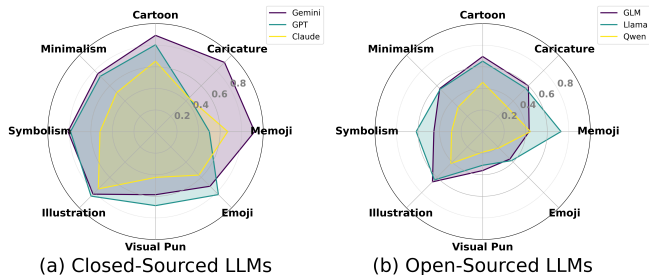 Cartoon
Caricature
Memoji
Emoji
Visual Pun
Illustration
Symbolism
Minimalism
0.2
0.4
0.6
0.8
Gemini
GPT
Claude
(a) Closed-Sourced LLMs
Cartoon
Caricature
Memoji
Emoji
Visual Pun
Illustration
Symbolism
Minimalism
0.2
0.4
0.6
0.8
GLM
Llama
Qwen
(b) Open-Sourced LLMs